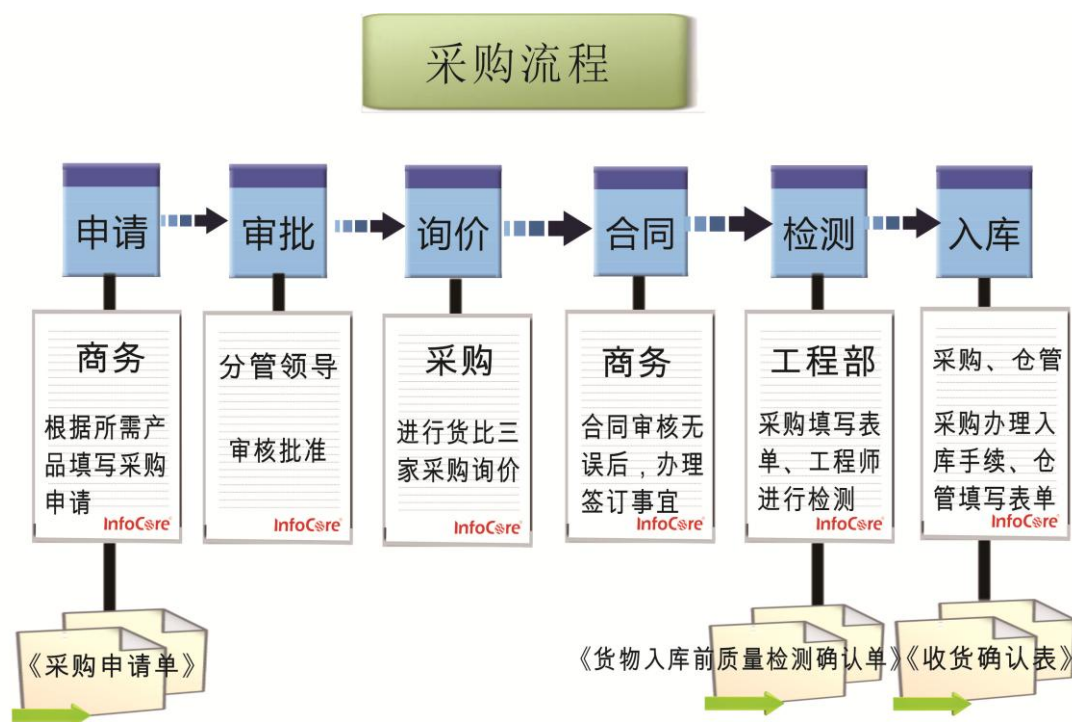 采购流程
申请
审批
询价
合同
检测
入库
商务
根据所需产
品填写采购
申请
InfoCore
分管领导
审核批准
InfoCore
采购
进行货比三
家采购询价
InfoCore
商务
合同审核无
误后，办理
签订事宜
InfoCore
工程部
采购填写表
单、工程师
进行检测
InfoCore
采购、仓管
采购办理入
库手续、仓
管填写表单
InfoCore
《采购申请单》
《货物入库前质量检测确认单》
《收货确认表》